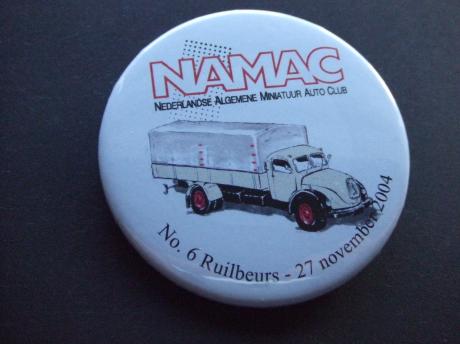 NAMAC
NEDERLANDSE ALGEMENE MINIATUUR AUTO CLUB
No. 6 Ruilbeurs - 27 november 2004